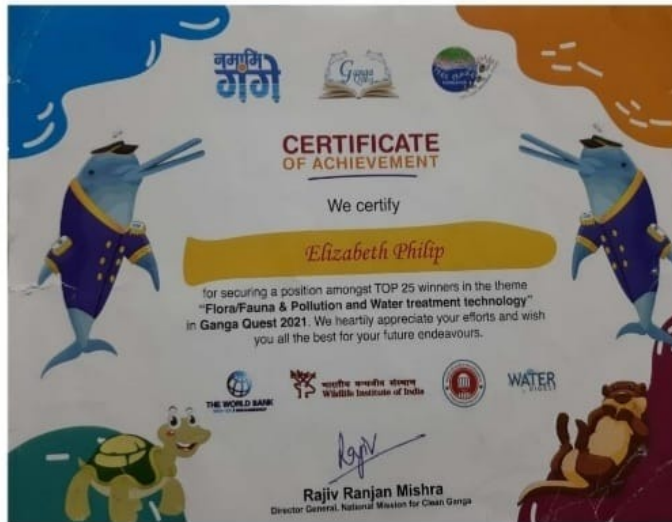 नमामि
गंगे
Ganga
CERTIFICATE
OF ACHIEVEMENT
We certify
Elizabeth Philip
for securing a position amongst TOP 25 winners in the theme
"Flora/Fauna & Pollution and Water treatment technology"
in Ganga Quest 2021. We heartily appreciate your efforts and wish
you all the best for your future endeavours.
THE WORLD BANK
भारतीय वन्यजीव संस्थान
Wildlife Institute of India
WATER
DIGEST
Rajiv
Rajiv Ranjan Mishra
Director General, National Mission for Clean Ganga